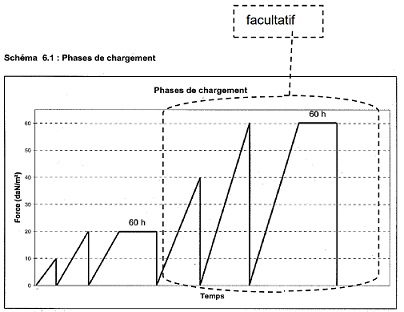 facultatif
Schéma 6.1 : Phases de chargement
Phases de chargement
60 h
60 h
Force (daN/m²)
60
50
40
30
20
10
0
Temps